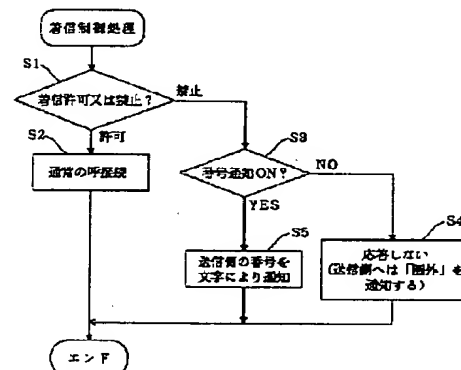 着信制御処理
S1
着信許可又は禁止？
禁止
許可
S2
通常の呼接続
S3
番号通知ON？
NO
YES
S5
送信側の番号を
文字により通知
S4
応答しない
(送信側へは「圏外」を
通知する)
エンド